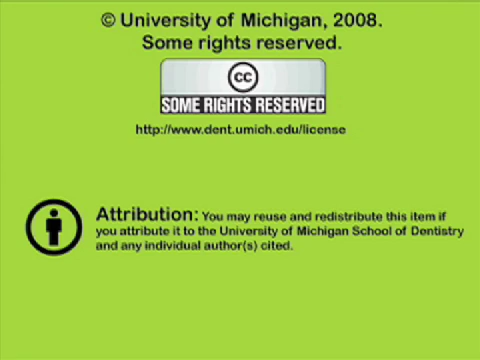 © University of Michigan, 2008.
Some rights reserved.
cc
SOME RIGHTS RESERVED
http://www.dent.umich.edu/license
Attribution: You may reuse and redistribute this item if
you attribute it to the University of Michigan School of Dentistry
and any individual author(s) cited.